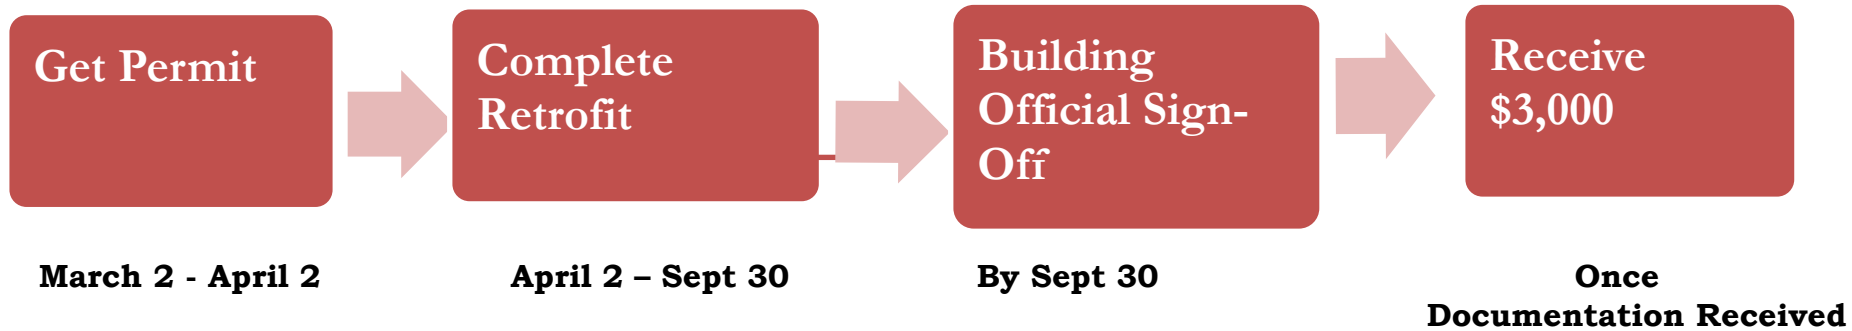 Get Permit
Complete
Retrofit
Building
Official Sign-
Off
Receive
$3,000
March 2 - April 2
April 2 – Sept 30
By Sept 30
Once
Documentation Received